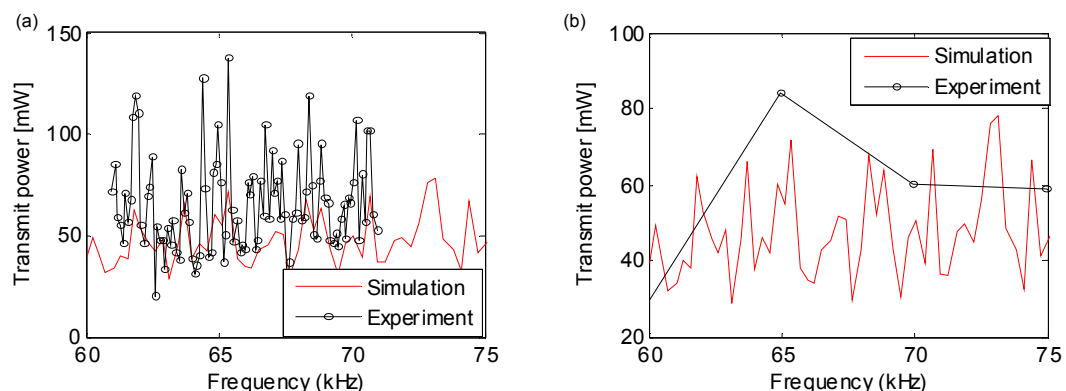 (a)
Transmit power [mW]
150
100
50
0
60
65
70
75
Frequency (kHz)
Simulation
Experiment
(b)
Transmit power [mW]
100
80
60
40
20
60
65
70
75
Frequency (kHz)
Simulation
Experiment